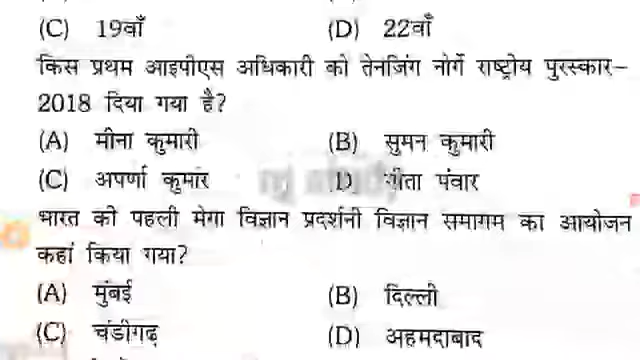 (C) 19वाँ (D) 22वाँ
किस प्रथम आइपीएस अधिकारी को तेनजिंग नोर्गे राष्ट्रीय पुरस्कार–
2018 दिया गया है?
(A) मीना कुमारी (B) सुमन कुमारी
(C) अपर्णा कुमार (D) गीता पंवार
भारत की पहली मेगा विज्ञान प्रदर्शनी विज्ञान समागम का आयोजन
कहां किया गया?
(A) मुंबई (B) दिल्ली
(C) चंडीगढ़ (D) अहमदाबाद